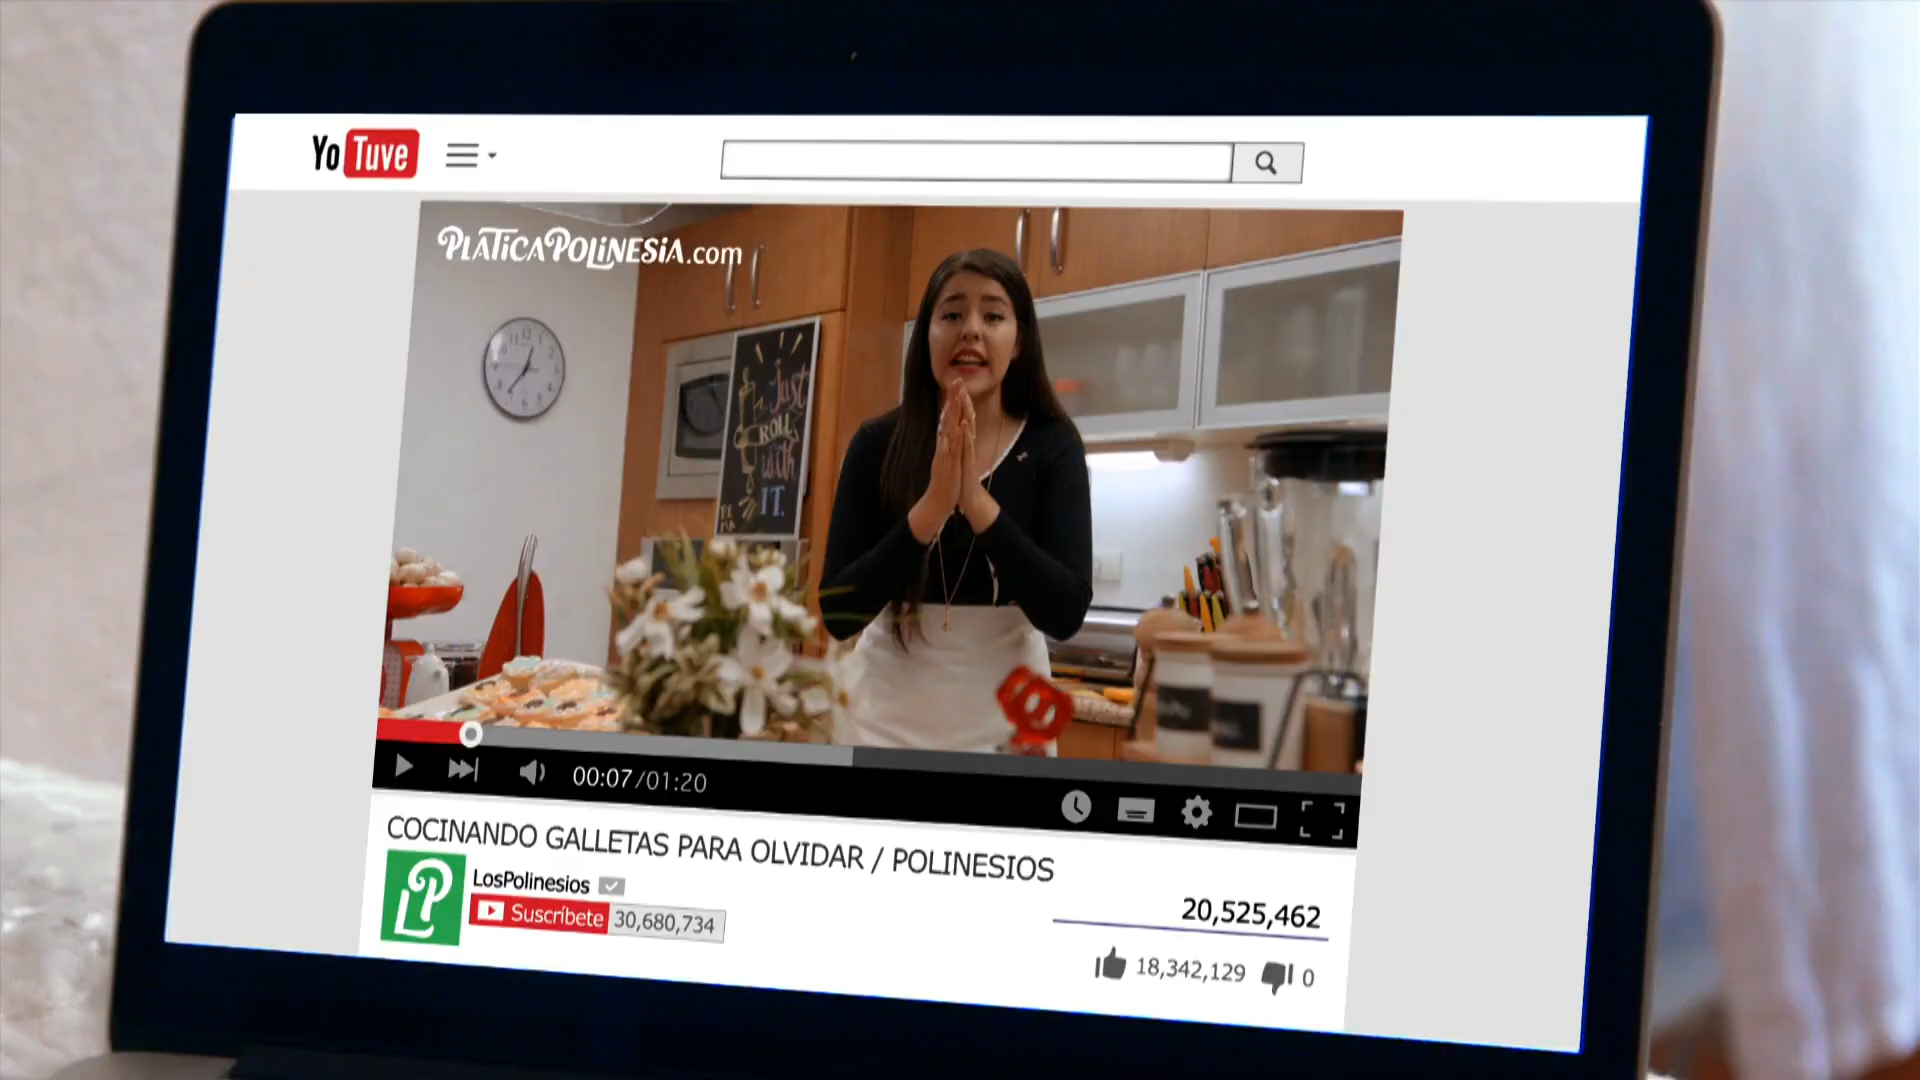 YoTuve
PLATICAPOLINESIA.com
Just
ROLL
with
IT.
00:07/01:20
COCINANDO GALLETAS PARA OLVIDAR / POLINESIOS
LosPolinesios
Suscríbete 30,680,734
20,525,462
18,342,129 0